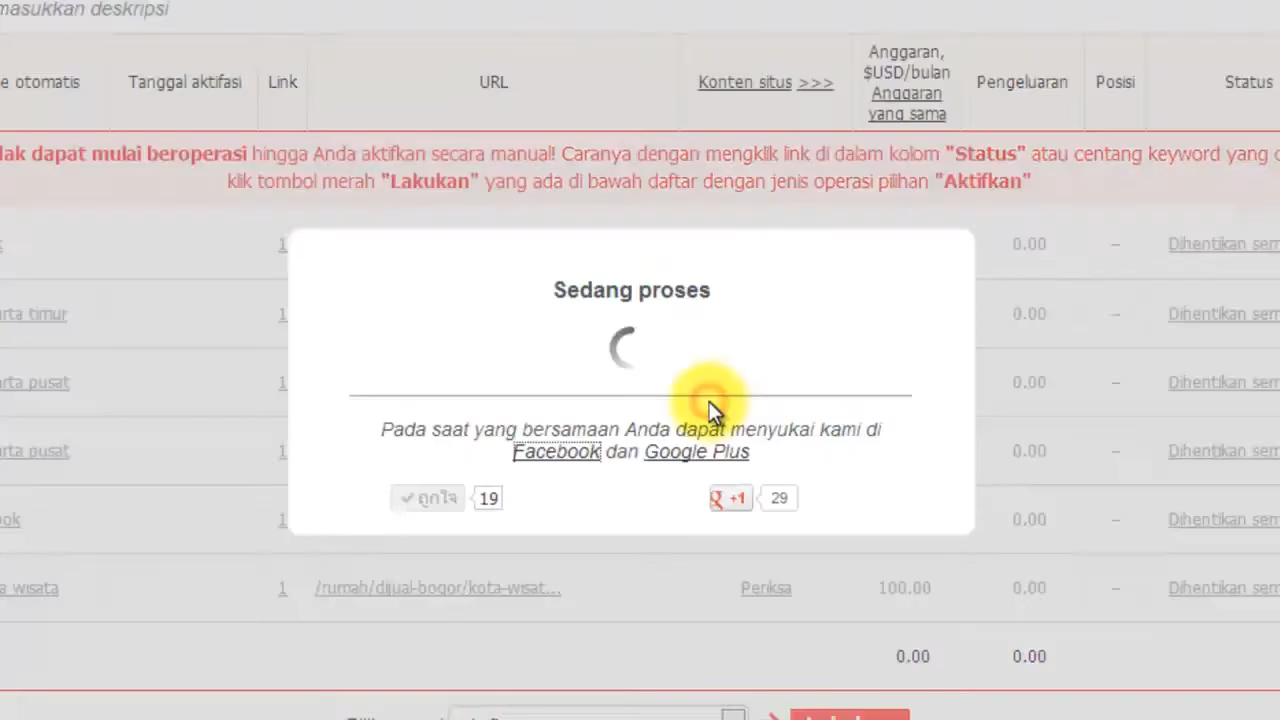 masukkan deskripsi
e otomatis Tanggal aktifasi Link URL Konten situs >>> Anggaran, Pengeluaran Posisi Status
$USD/bulan
Anggaran
yang sama
dak dapat mulai beroperasi hingga Anda aktifkan secara manual! Caranya dengan mengklik link di dalam kolom "Status" atau centang keyword yang
klik tombol merah "Lakukan" yang ada di bawah daftar dengan jenis operasi pilihan "Aktifkan"
1 0.00 – Dihentikan sem
rta timur 1 0.00 – Dihentikan sem
rta pusat 1 0.00 – Dihentikan sem
rta pusat 1 0.00 – Dihentikan sem
ok 1 0.00 – Dihentikan sem
a wisata 1 /rumah/dijual-bogor/kota-wisat... Periksa 100.00 0.00 – Dihentikan sem
0.00 0.00
Sedang proses
Pada saat yang bersamaan Anda dapat menyukai kami di
Facebook dan Google Plus
ถูกใจ 19 g +1 29